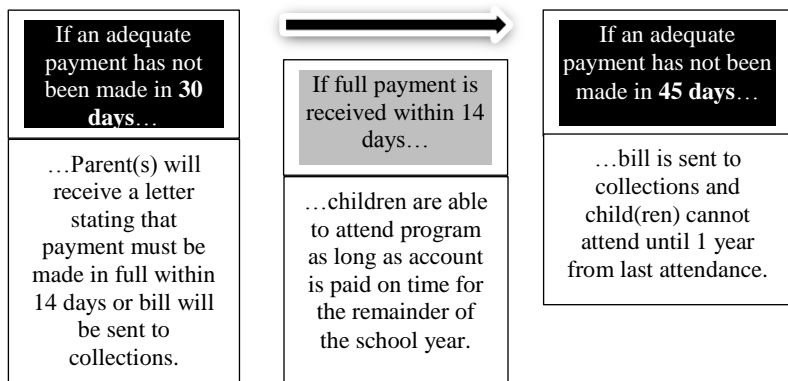 If an adequate
payment has not
been made in 30
days…
…Parent(s) will
receive a letter
stating that
payment must be
made in full within
14 days or bill will
be sent to
collections.
If full payment is
received within 14
days…
…children are able
to attend program
as long as account
is paid on time for
the remainder of
the school year.
If an adequate
payment has not been
made in 45 days…
…bill is sent to
collections and
child(ren) cannot
attend until 1 year
from last attendance.